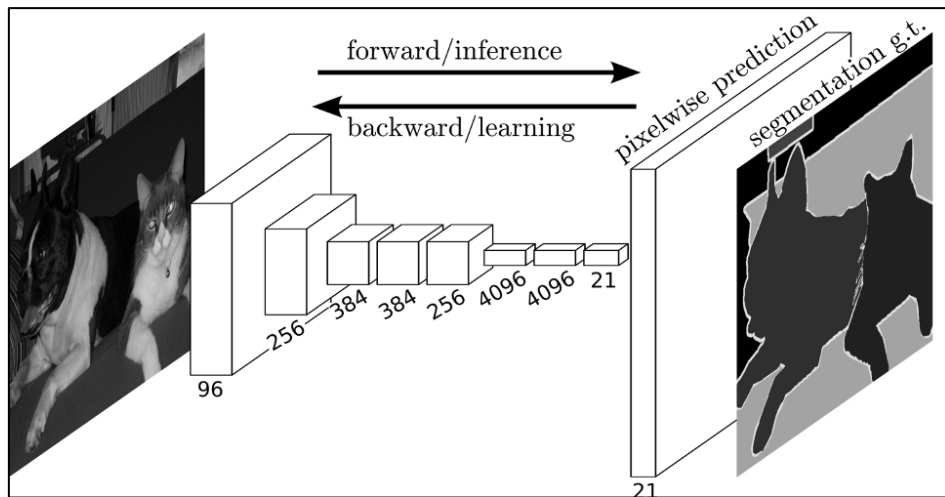 forward/inference
backward/learning
pixelwise prediction
segmentation g.t.
96
256
384
384
256
4096
4096
21
21